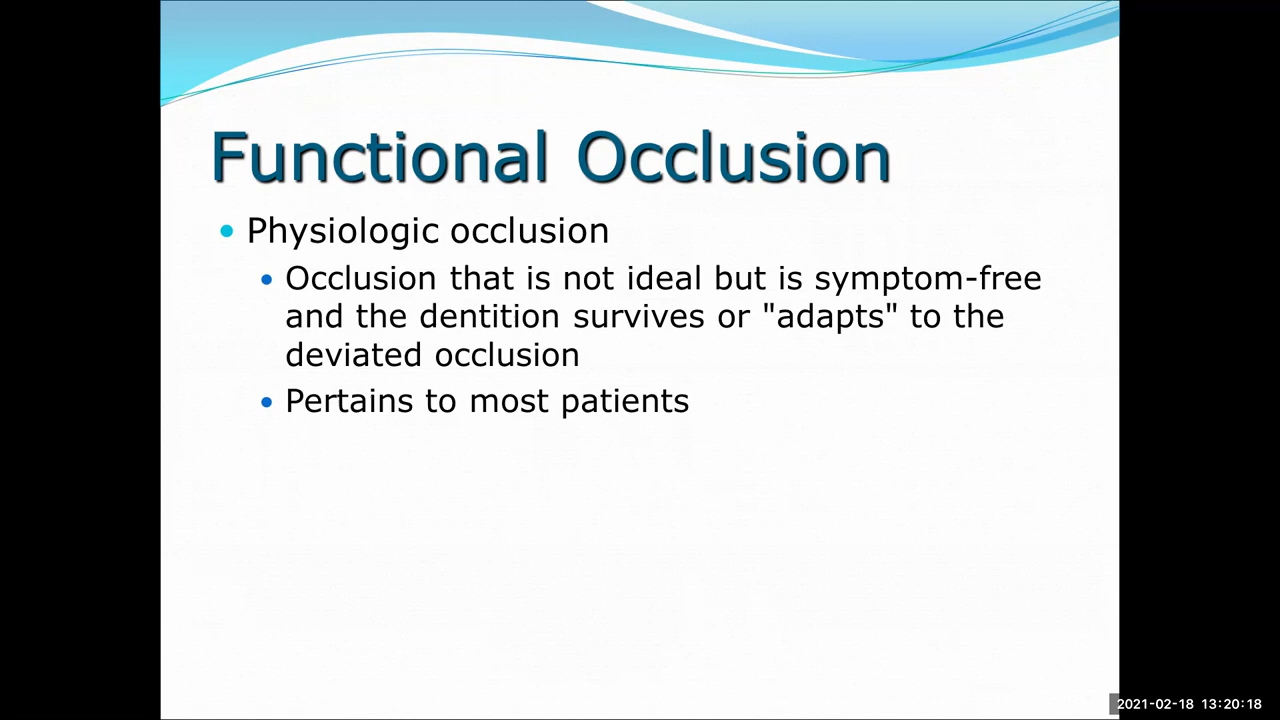 Functional Occlusion
• Physiologic occlusion
• Occlusion that is not ideal but is symptom-free
and the dentition survives or "adapts" to the
deviated occlusion
• Pertains to most patients
2021-02-18 13:20:18